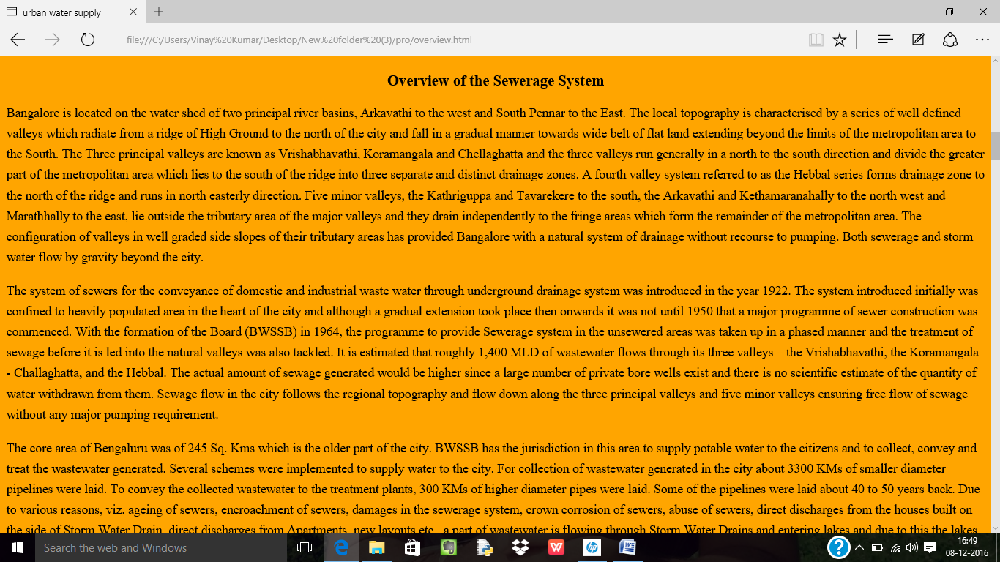 urban water supply
file:///C:/Users/Vinay%20Kumar/Desktop/New%20folder%20(3)/pro/overview.html
Overview of the Sewerage System
Bangalore is located on the water shed of two principal river basins, Arkavathi to the west and South Pennar to the East. The local topography is characterised by a series of well defined
valleys which radiate from a ridge of High Ground to the north of the city and fall in a gradual manner towards wide belt of flat land extending beyond the limits of the metropolitan area to
the South. The Three principal valleys are known as Vrishabhavathi, Koramangala and Chellaghatta and the three valleys run generally in a north to the south direction and divide the greater
part of the metropolitan area which lies to the south of the ridge into three separate and distinct drainage zones. A fourth valley system referred to as the Hebbal series forms drainage zone to
the north of the ridge and runs in north easterly direction. Five minor valleys, the Kathriguppa and Tavarekere to the south, the Arkavathi and Kethamaranahally to the north west and
Marathhally to the east, lie outside the tributary area of the major valleys and they drain independently to the fringe areas which form the remainder of the metropolitan area. The
configuration of valleys in well graded side slopes of their tributary areas has provided Bangalore with a natural system of drainage without recourse to pumping. Both sewerage and storm
water flow by gravity beyond the city.
The system of sewers for the conveyance of domestic and industrial waste water through underground drainage system was introduced in the year 1922. The system introduced initially was
confined to heavily populated area in the heart of the city and although a gradual extension took place then onwards it was not until 1950 that a major programme of sewer construction was
commenced. With the formation of the Board (BWSSB) in 1964, the programme to provide Sewerage system in the unsewered areas was taken up in a phased manner and the treatment of
sewage before it is led into the natural valleys was also tackled. It is estimated that roughly 1,400 MLD of wastewater flows through its three valleys – the Vrishabhavathi, the Koramangala
- Challaghatta, and the Hebbal. The actual amount of sewage generated would be higher since a large number of private bore wells exist and there is no scientific estimate of the quantity of
water withdrawn from them. Sewage flow in the city follows the regional topography and flow down along the three principal valleys and five minor valleys ensuring free flow of sewage
without any major pumping requirement.
The core area of Bengaluru was of 245 Sq. Kms which is the older part of the city. BWSSB has the jurisdiction in this area to supply potable water to the citizens and to collect, convey and
treat the wastewater generated. Several schemes were implemented to supply water to the city. For collection of wastewater generated in the city about 3300 KMs of smaller diameter
pipelines were laid. To convey the collected wastewater to the treatment plants, 300 KMs of higher diameter pipes were laid. Some of the pipelines were laid about 40 to 50 years back. Due
to various reasons, viz. ageing of sewers, encroachment of sewers, damages in the sewerage system, crown corrosion of sewers, abuse of sewers, direct discharges from the houses built on
the side of Storm Water Drain, direct discharges from Apartments, new layouts etc., a part of wastewater is flowing through Storm Water Drains and entering lakes and due to this the lakes
Search the web and Windows
16:49
08-12-2016